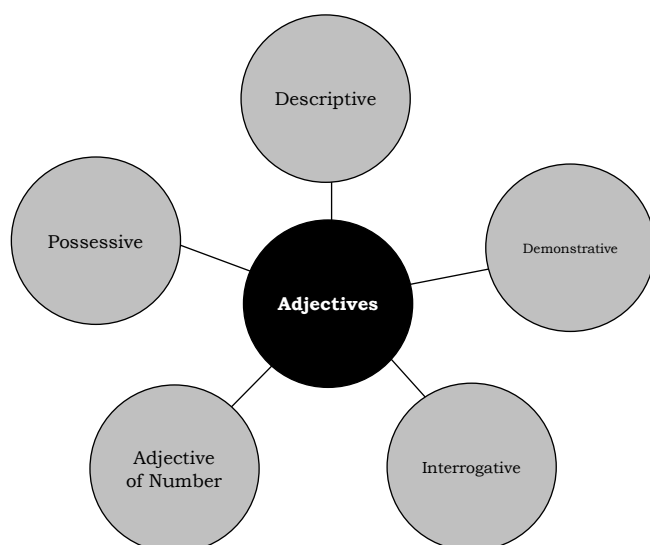 Descriptive
Possessive
Demonstrative
Adjectives
Adjective
of Number
Interrogative